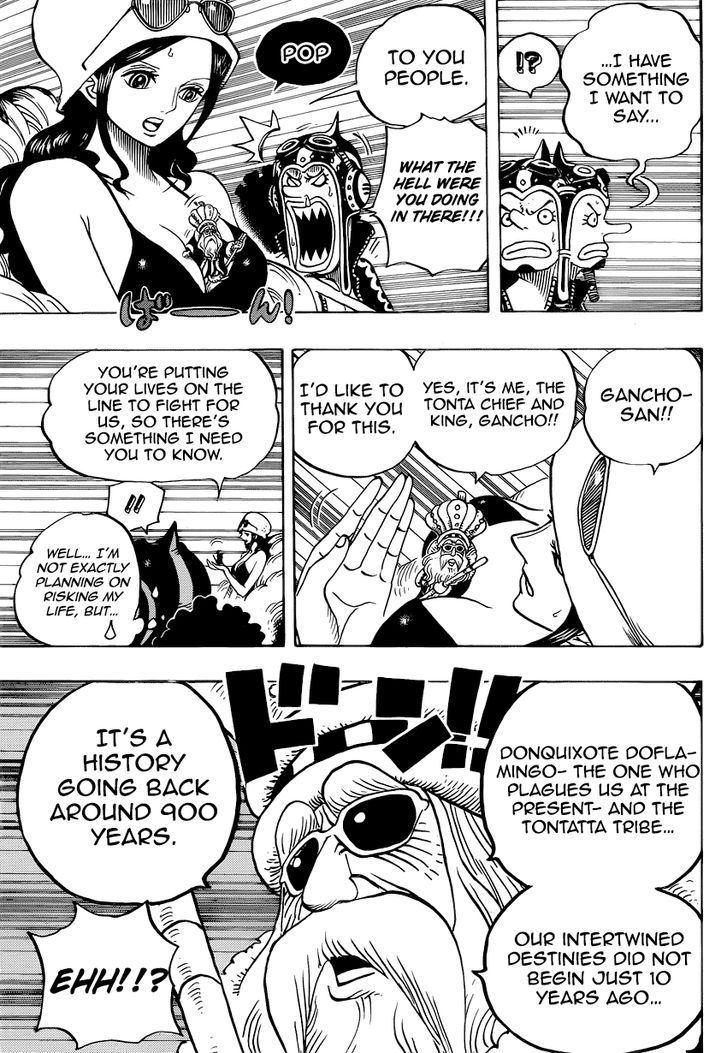 ...I HAVE
SOMETHING
I WANT TO
SAY...
!?
TO YOU
PEOPLE.
POP
WHAT THE
HELL WERE
YOU DOING
IN THERE!!!
ばーん!
GANCHO-
SAN!!
YES, IT'S ME, THE
TONTA CHIEF AND
KING, GANCHO!!
I'D LIKE TO
THANK YOU
FOR THIS.
YOU'RE PUTTING
YOUR LIVES ON THE
LINE TO FIGHT FOR
US, SO THERE'S
SOMETHING I NEED
YOU TO KNOW.
!!
WELL... I'M
NOT EXACTLY
PLANNING ON
RISKING MY
LIFE, BUT...
ドン!!
DONQUIXOTE DOFLA-
MINGO- THE ONE WHO
PLAGUES US AT THE
PRESENT- AND THE
TONTATTA TRIBE...
OUR INTERTWINED
DESTINIES DID NOT
BEGIN JUST 10
YEARS AGO...
IT'S A
HISTORY
GOING BACK
AROUND 900
YEARS.
EHH!!!?